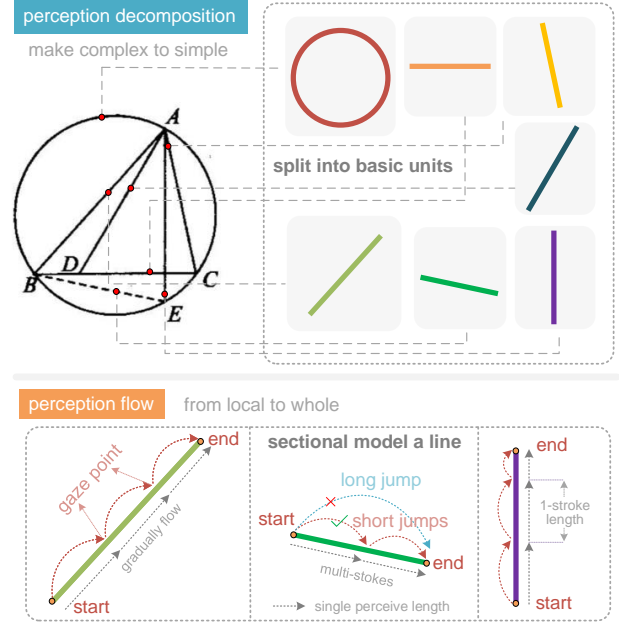 perception decomposition
make complex to simple
A
split into basic units
B
D
C
E
perception flow
from local to whole
end
gaze point
gradually flow
start
sectional model a line
long jump
start
short jumps
end
multi-stokes
single perceive length
end
1-stroke
length
start